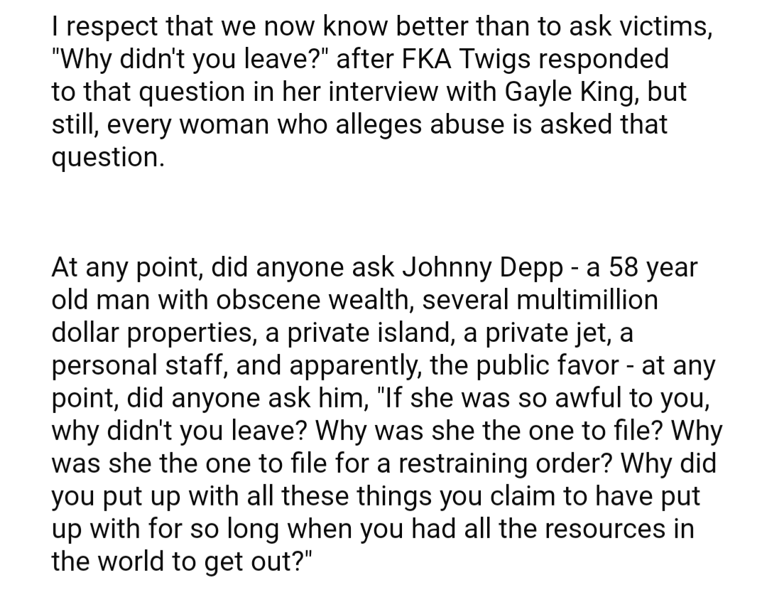 I respect that we now know better than to ask victims,
"Why didn't you leave?" after FKA Twigs responded
to that question in her interview with Gayle King, but
still, every woman who alleges abuse is asked that
question.
At any point, did anyone ask Johnny Depp - a 58 year
old man with obscene wealth, several multimillion
dollar properties, a private island, a private jet, a
personal staff, and apparently, the public favor - at any
point, did anyone ask him, "If she was so awful to you,
why didn't you leave? Why was she the one to file? Why
was she the one to file for a restraining order? Why did
you put up with all these things you claim to have put
up with for so long when you had all the resources in
the world to get out?"